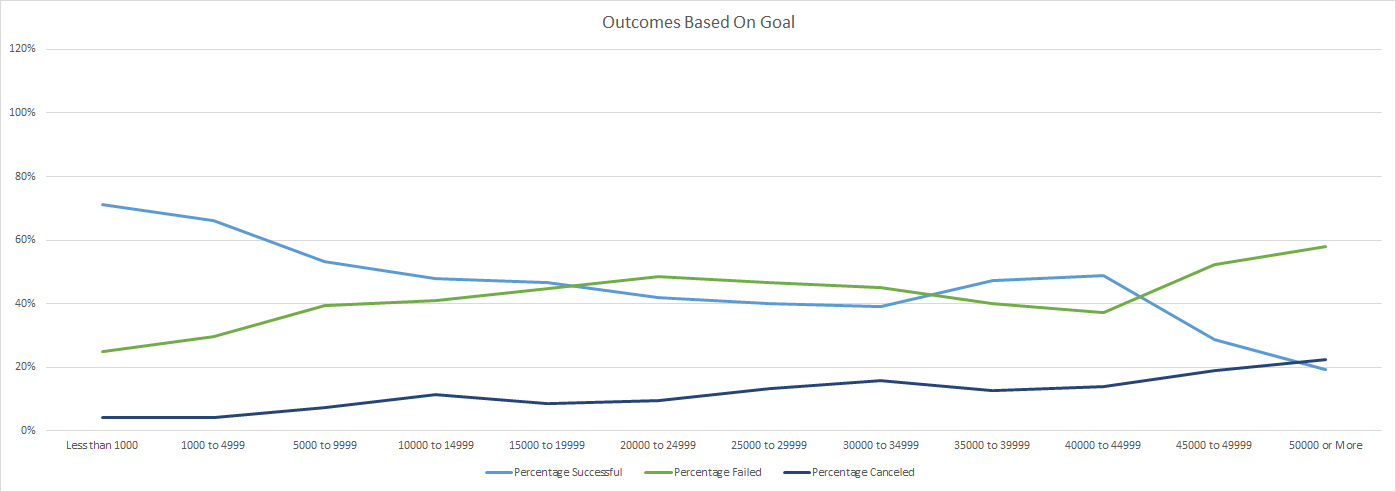 Outcomes Based On Goal
120%
100%
80%
60%
40%
20%
0%
Less than 1000 1000 to 4999 5000 to 9999 10000 to 14999 15000 to 19999 20000 to 24999 25000 to 29999 30000 to 34999 35000 to 39999 40000 to 44999 45000 to 49999 50000 or More
Percentage Successful Percentage Failed Percentage Canceled